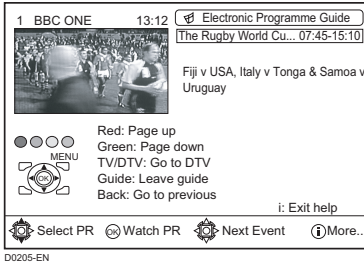 1 BBC ONE 13:12 Electronic Programme Guide
The Rugby World Cu... 07:45-15:10
Fiji v USA, Italy v Tonga & Samoa v
Uruguay
Red: Page up
Green: Page down
MENU
TV/DTV: Go to DTV
OK
Guide: Leave guide
Back: Go to previous
i: Exit help
Select PR OK Watch PR Next Event i More..
D0205-EN